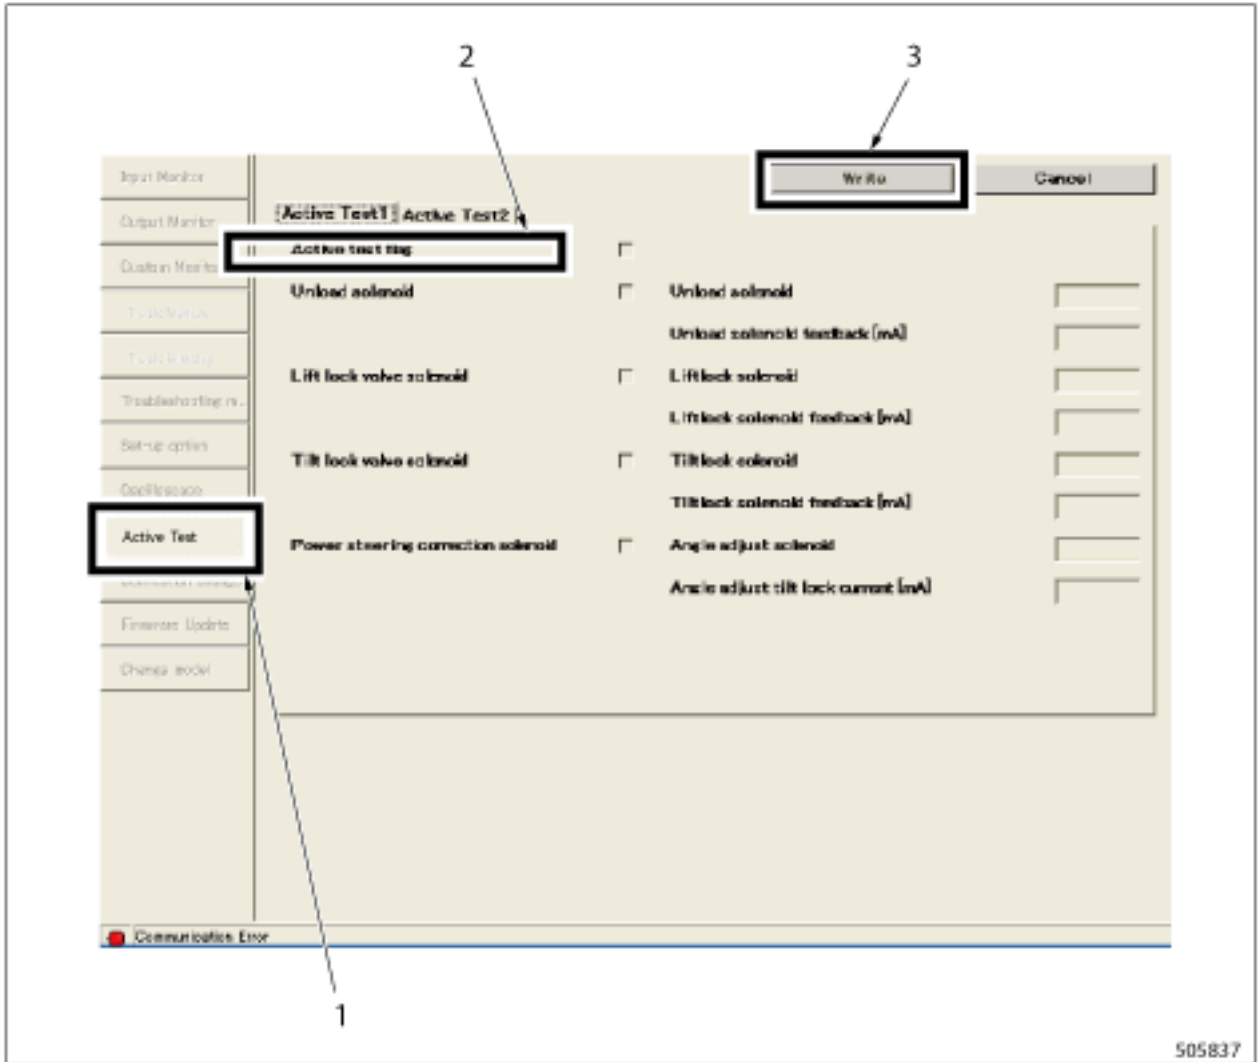 2
3
Input Monitor
Output Monitor
Custom Monitor
Troubleshooting m..
Set-up option
Oscilloscope
Active Test
Firmware Update
Change model
Write
Cancel
Active Test1 Active Test2
Active test flag
Unload solenoid Unload solenoid
Unload solenoid feedback [mA]
Lift lock valve solenoid Liftlock solenoid
Liftlock solenoid feedback [mA]
Tilt lock valve solenoid Tiltlock solenoid
Tiltlock solenoid feedback [mA]
Power steering correction solenoid Angle adjust solenoid
Angle adjust tilt lock current [mA]
Communication Error
1
505837